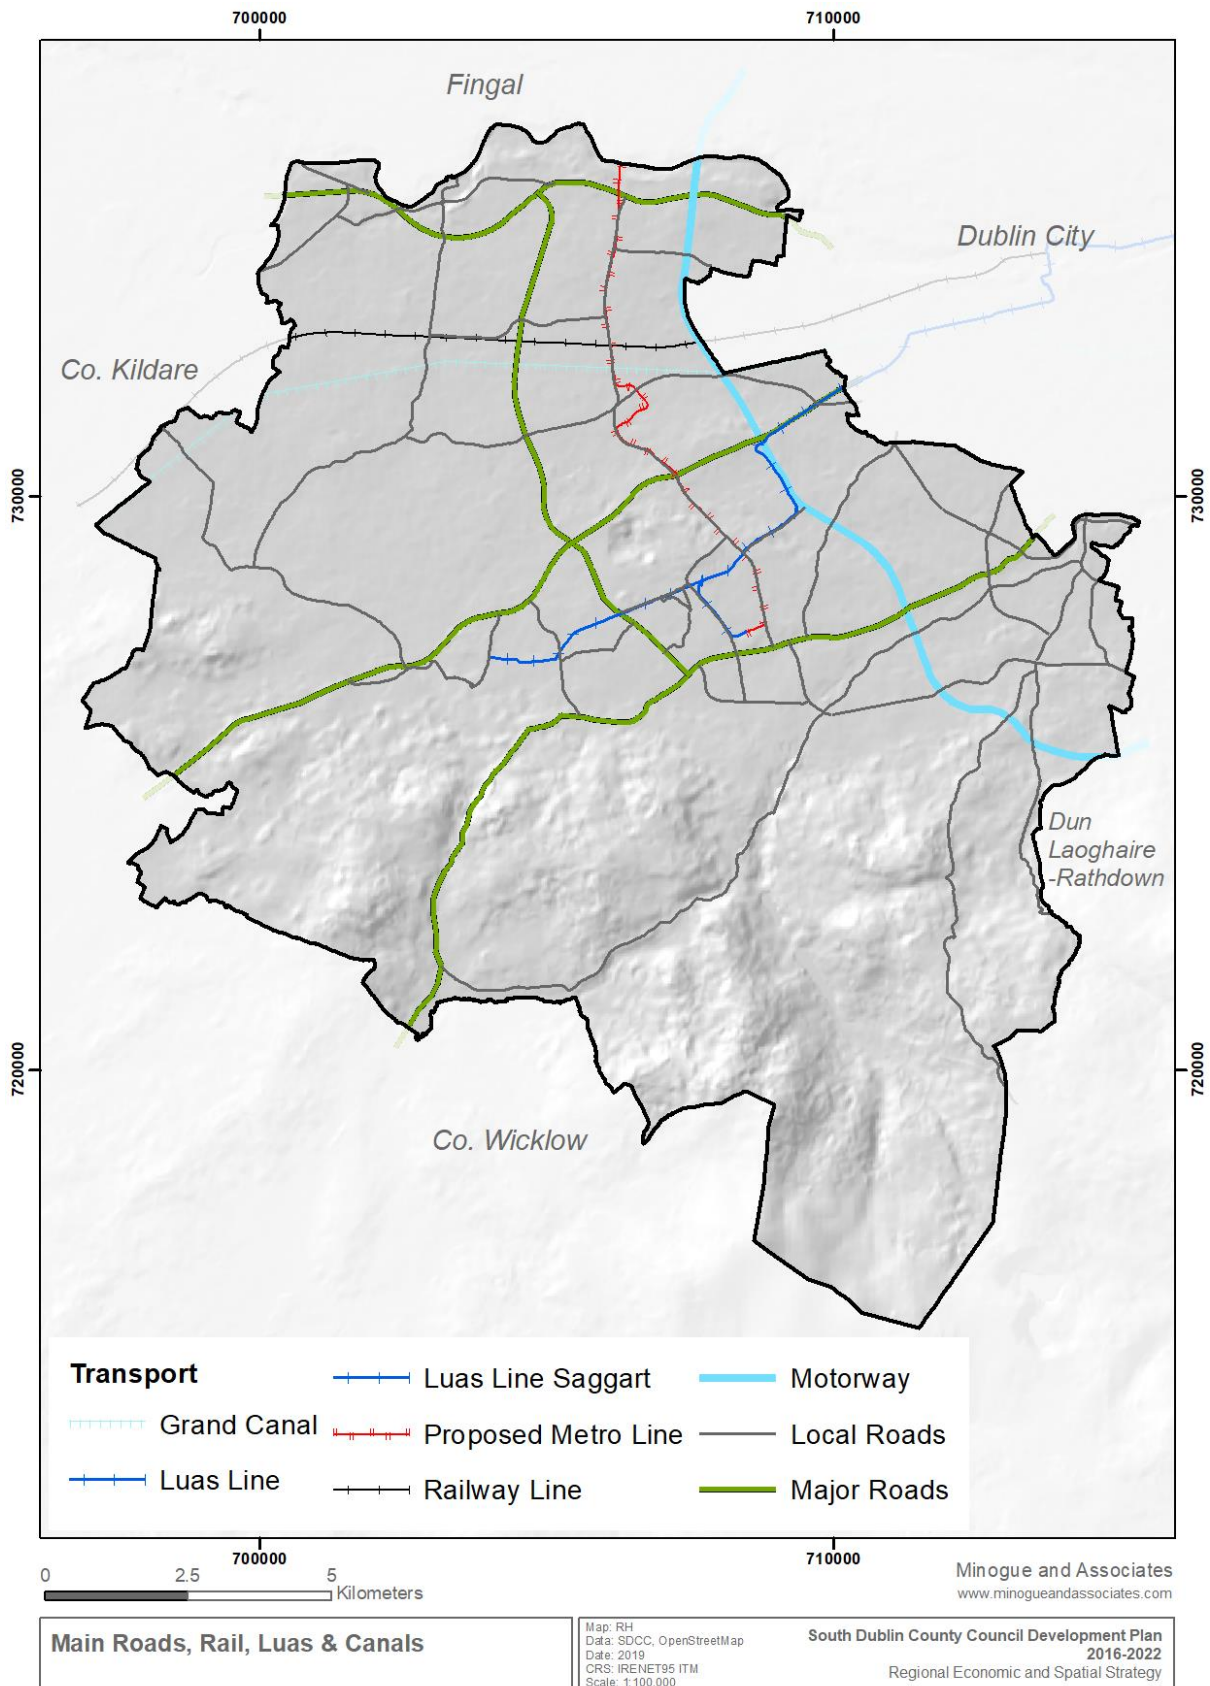 700000
710000
Fingal
Dublin City
Co. Kildare
730000
730000
Dun
Laoghaire
-Rathdown
720000
720000
Co. Wicklow
Transport
Grand Canal
Luas Line
Luas Line Saggart
Proposed Metro Line
Railway Line
Motorway
Local Roads
Major Roads
700000
710000
0 2.5 5
Kilometers
Minogue and Associates
www.minogueandassociates.com
Main Roads, Rail, Luas & Canals
Map: RH
Data: SDCC, OpenStreetMap
Date: 2019
CRS: IRENET95 ITM
Scale: 1:100,000
South Dublin County Council Development Plan
2016-2022
Regional Economic and Spatial Strategy